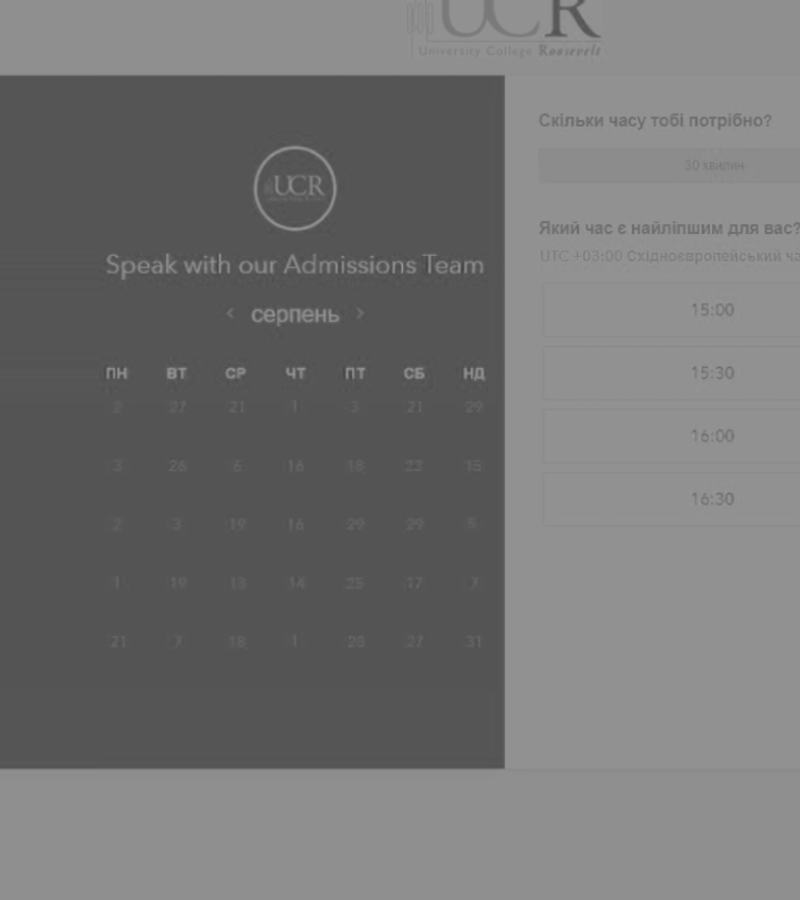 UCR
University College Roosevelt
UCR
Speak with our Admissions Team
< серпень >
ПН ВТ СР ЧТ ПТ СБ НД
2 27 21 1 3 21 29
3 26 6 16 18 22 15
2 3 19 16 29 29 5
1 19 13 14 25 17 7
21 7 18 1 28 27 31
Скільки часу тобі потрібно?
30 хвилин
Який час є найліпшим для вас?
UTC +03:00 Східноєвропейський
15:00
15:30
16:00
16:30